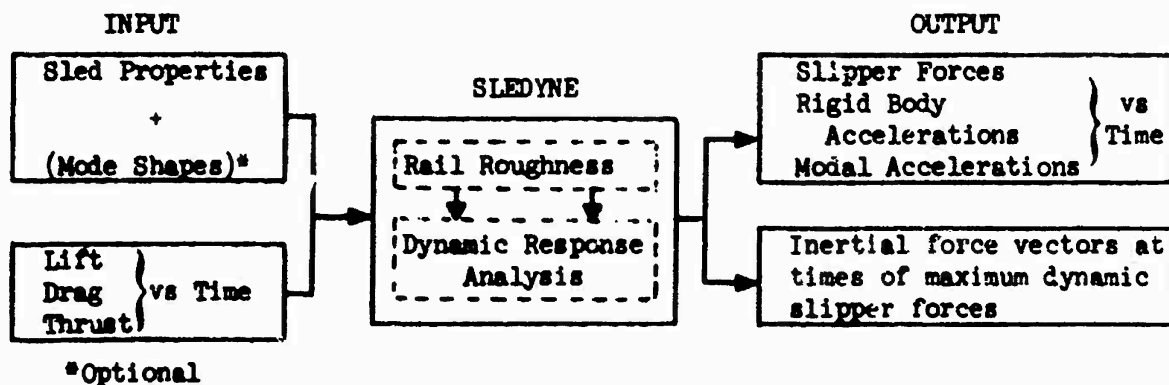 INPUT
Sled Properties
+
(Mode Shapes)*
Lift
Drag
Thrust
vs Time
*Optional
SLEDYNE
Rail Roughness
Dynamic Response
Analysis
OUTPUT
Slipper Forces
Rigid Body
Accelerations
Modal Accelerations
vs
Time
Inertial force vectors at
times of maximum dynamic
slipper forces